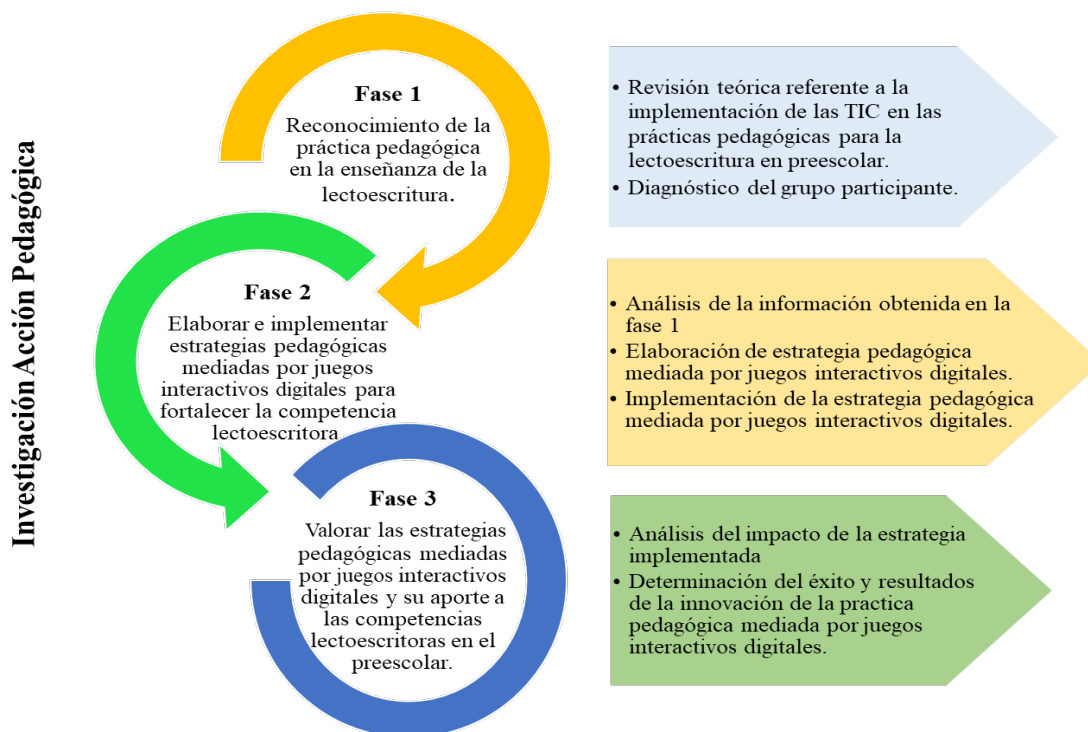 Investigación Acción Pedagógica
Fase 1
Reconocimiento de la
práctica pedagógica
en la enseñanza de la
lectoescritura.
• Revisión teórica referente a la
implementación de las TIC en las
prácticas pedagógicas para la
lectoescritura en preescolar.
• Diagnóstico del grupo participante.
Fase 2
Elaborar e implementar
estrategias pedagógicas
mediadas por juegos
interactivos digitales para
fortalecer la competencia
lectoescritora
• Análisis de la información obtenida en la
fase 1
• Elaboración de estrategia pedagógica
mediada por juegos interactivos digitales.
• Implementación de la estrategia pedagógica
mediada por juegos interactivos digitales.
Fase 3
Valorar las estrategias
pedagógicas mediadas
por juegos interactivos
digitales y su aporte a
las competencias
lectoescritoras en el
preescolar.
• Análisis del impacto de la estrategia
implementada
• Determinación del éxito y resultados
de la innovación de la practica
pedagógica mediada por juegos
interactivos digitales.